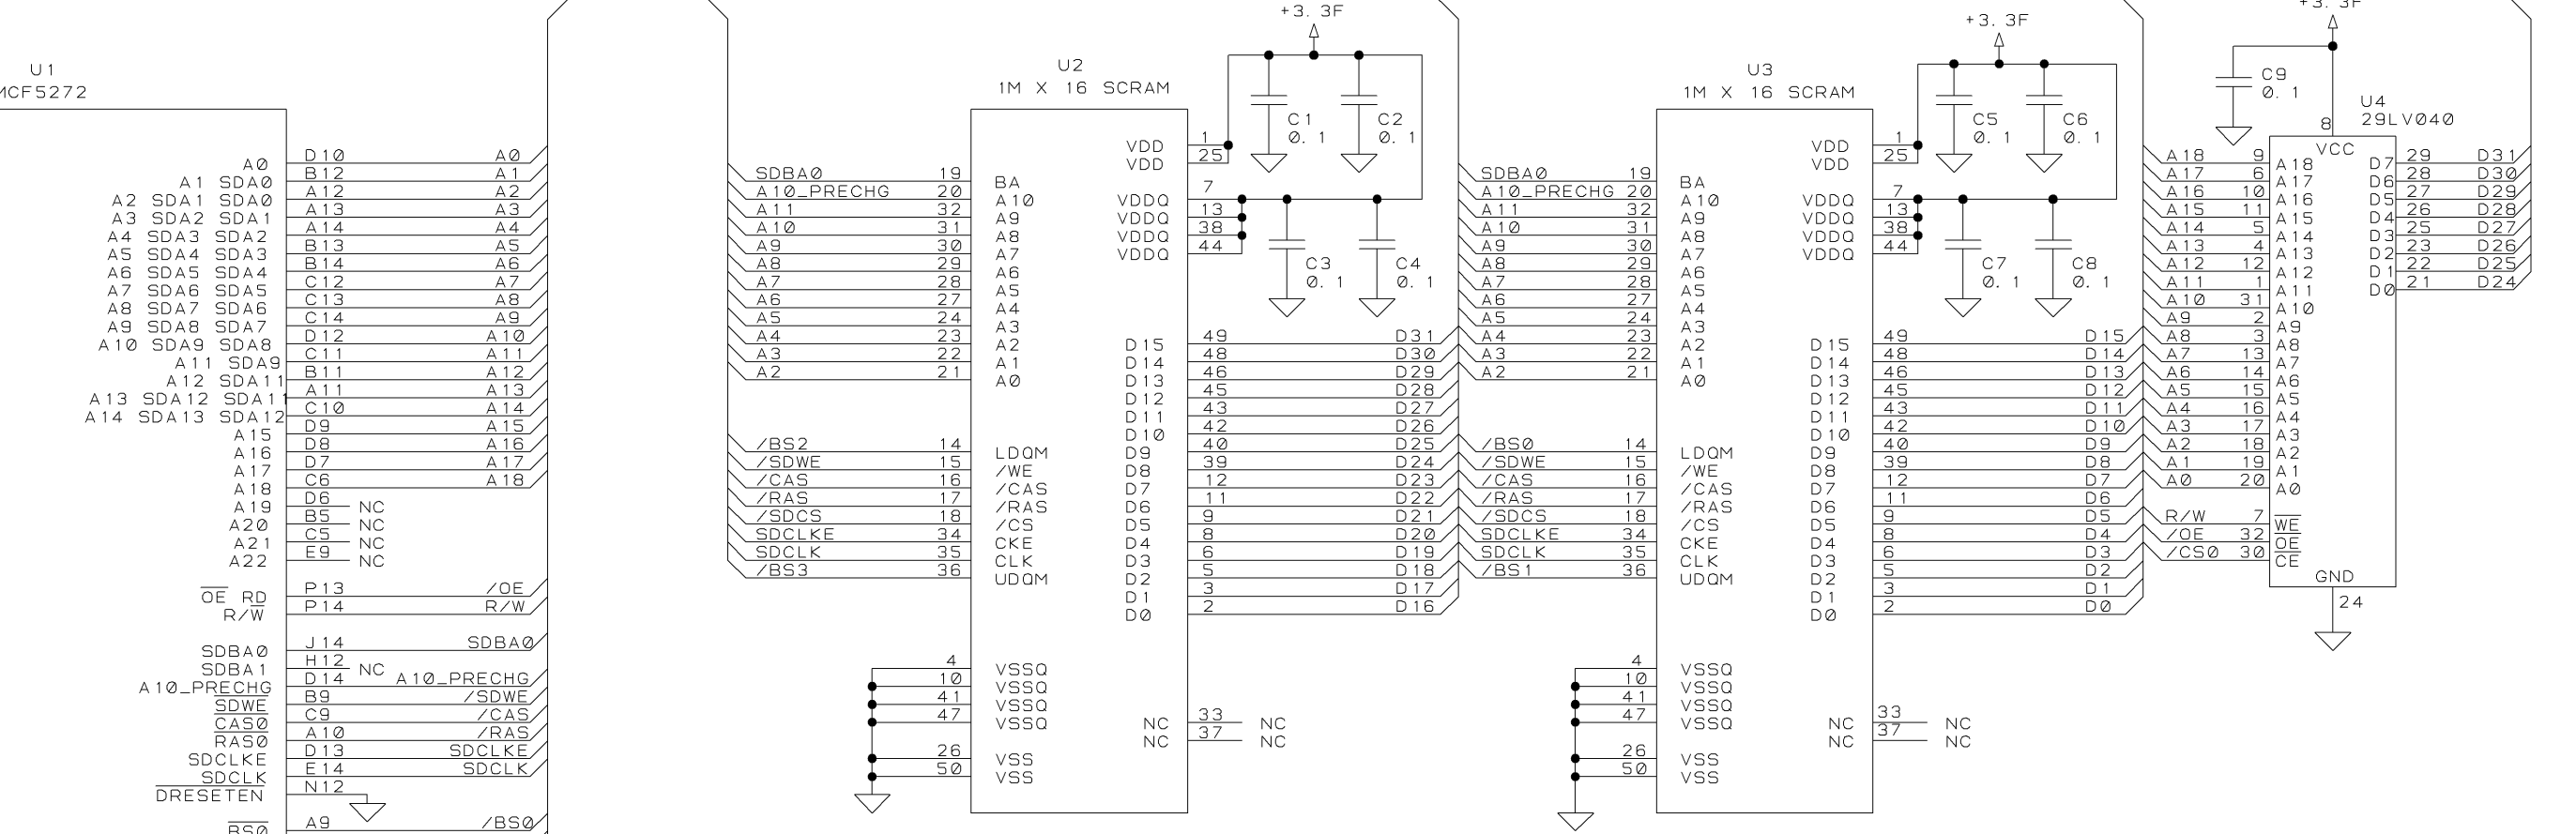 U1
MCF5272
A0 D10 A0
A1 SDA0 B12 A1
A2 SDA1 SDA0 A12 A2
A3 SDA2 SDA1 A13 A3
A4 SDA3 SDA2 A14 A4
A5 SDA4 SDA3 B13 A5
A6 SDA5 SDA4 B14 A6
A7 SDA6 SDA5 C12 A7
A8 SDA7 SDA6 C13 A8
A9 SDA8 SDA7 C14 A9
A10 SDA9 SDA8 D12 A10
A11 SDA9 C11 A11
A12 SDA11 B11 A12
A13 SDA12 SDA11 A11 A13
A14 SDA13 SDA12 C10 A14
A15 D9 A15
A16 D8 A16
A17 D7 A17
A18 C6 A18
A19 D6 NC
A20 B5 NC
A21 C5 NC
A22 E9 NC
OE RD P13 /OE
R/W P14 R/W
SDBA0 J14 SDBA0
SDBA1 H12 NC
A10_PRECHG D14 A10_PRECHG
SDWE B9 /SDWE
CAS0 C9 /CAS
RAS0 A10 /RAS
SDCLKE D13 SDCLKE
SDCLK E14 SDCLK
DRESETEN N12
BS0 A9 /BS0
U2
1M X 16 SCRAM
SDBA0 19 BA
A10_PRECHG 20 A10
A11 32 A9
A10 31 A8
A9 30 A7
A8 29 A6
A7 28 A5
A6 27 A4
A5 24 A3
A4 23 A2
A3 22 A1
A2 21 A0
/BS2 14 LDQM
/SDWE 15 /WE
/CAS 16 /CAS
/RAS 17 /RAS
/SDCS 18 /CS
SDCLKE 34 CKE
SDCLK 35 CLK
/BS3 36 UDQM
4 VSSQ
10 VSSQ
41 VSSQ
47 VSSQ
26 VSS
50 VSS
+3.3F
VDD 1
VDD 25
VDDQ 7
VDDQ 13
VDDQ 38
VDDQ 44
C1
0.1
C2
0.1
C3
0.1
C4
0.1
D15 49 D31
D14 48 D30
D13 46 D29
D12 45 D28
D11 43 D27
D10 42 D26
D9 40 D25
D8 39 D24
D7 12 D23
D6 11 D22
D5 9 D21
D4 8 D20
D3 6 D19
D2 5 D18
D1 3 D17
D0 2 D16
NC 33 NC
NC 37 NC
U3
1M X 16 SCRAM
SDBA0 19 BA
A10_PRECHG 20 A10
A11 32 A9
A10 31 A8
A9 30 A7
A8 29 A6
A7 28 A5
A6 27 A4
A5 24 A3
A4 23 A2
A3 22 A1
A2 21 A0
/BS0 14 LDQM
/SDWE 15 /WE
/CAS 16 /CAS
/RAS 17 /RAS
/SDCS 18 /CS
SDCLKE 34 CKE
SDCLK 35 CLK
/BS1 36 UDQM
4 VSSQ
10 VSSQ
41 VSSQ
47 VSSQ
26 VSS
50 VSS
+3.3F
VDD 1
VDD 25
VDDQ 7
VDDQ 13
VDDQ 38
VDDQ 44
C5
0.1
C6
0.1
C7
0.1
C8
0.1
D15 49 D15
D14 48 D14
D13 46 D13
D12 45 D12
D11 43 D11
D10 42 D10
D9 40 D9
D8 39 D8
D7 12 D7
D6 11 D6
D5 9 D5
D4 8 D4
D3 6 D3
D2 5 D2
D1 3 D1
D0 2 D0
NC 33 NC
NC 37 NC
+3.3F
C9
0.1
U4
29LV040
8
VCC
A18 9 A18
A17 6 A17
A16 10 A16
A15 11 A15
A14 5 A14
A13 4 A13
A12 12 A12
A11 1 A11
A10 31 A10
A9 2 A9
A8 3 A8
A7 13 A7
A6 14 A6
A5 15 A5
A4 16 A4
A3 17 A3
A2 18 A2
A1 19 A1
A0 20 A0
R/W 7 WE
/OE 32 OE
/CS0 30 CE
D7 29 D31
D6 28 D30
D5 27 D29
D4 26 D28
D3 25 D27
D2 23 D26
D1 22 D25
D0 21 D24
GND
24